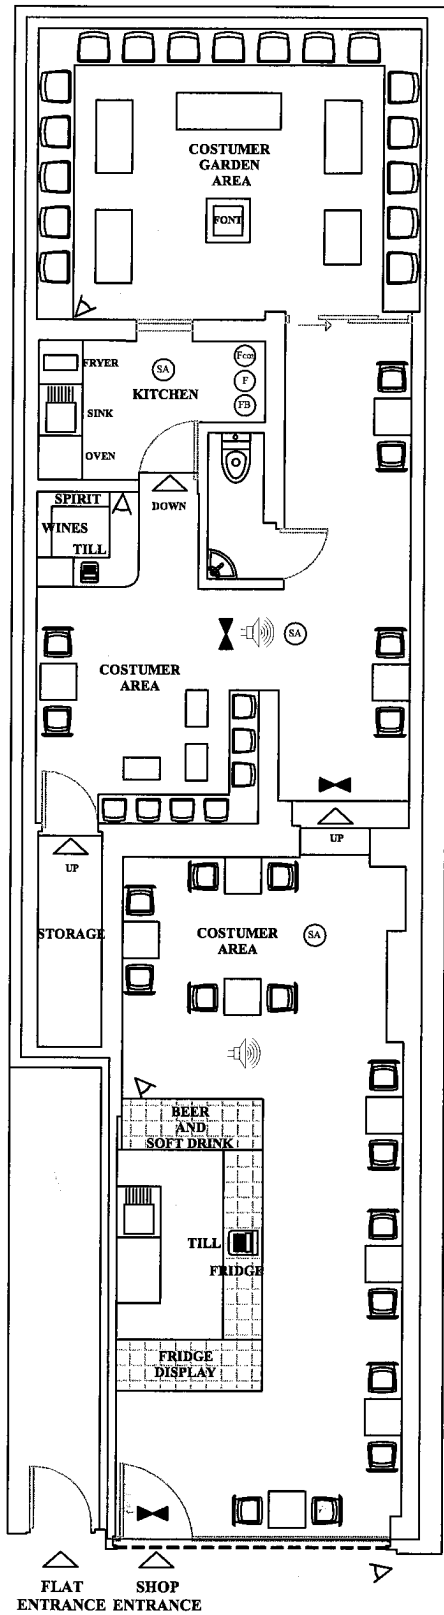 COSTUMER
GARDEN
AREA
FONT
FRYER
SA
KITCHEN
Fcot
F
FB
SINK
OVEN
SPIRIT
WINES
TILL
DOWN
SA
COSTUMER
AREA
UP
UP
STORAGE
COSTUMER
AREA
SA
BEER
AND
SOFT DRINK
TILL
FRIDGE
FRIDGE
DISPLAY
FLAT
ENTRANCE
SHOP
ENTRANCE